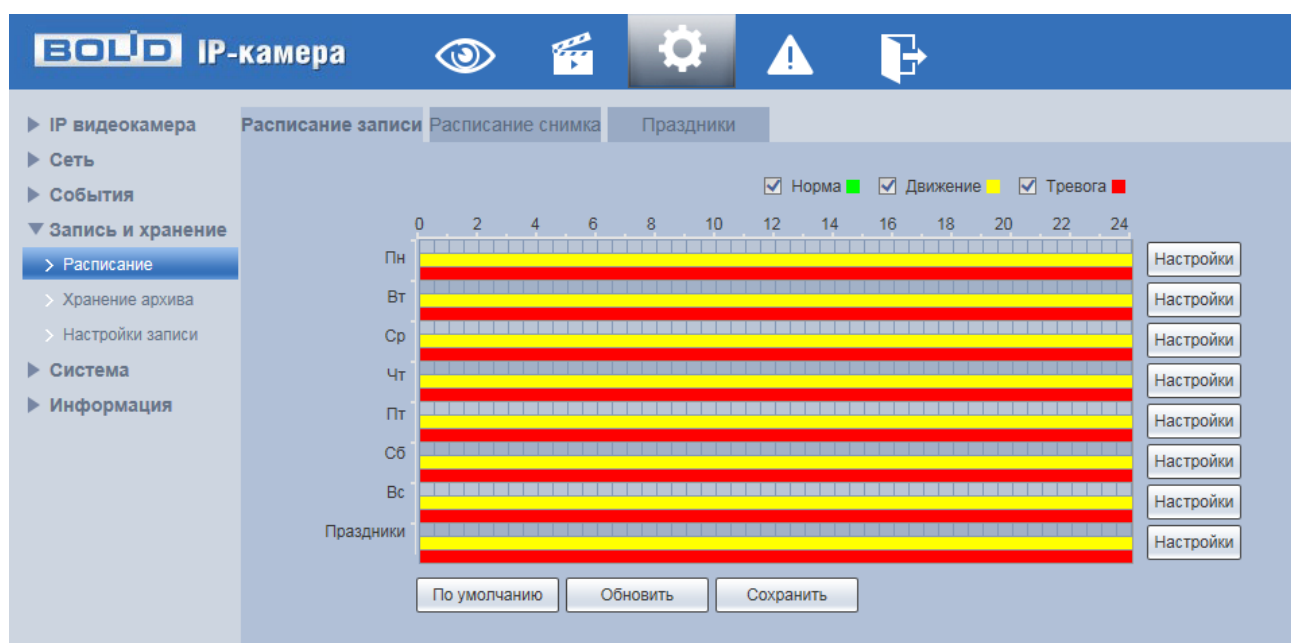 BOLID IP-камера
IP видеокамера
Сеть
События
Запись и хранение
Расписание
Хранение архива
Настройки записи
Система
Информация
Расписание записи Расписание снимка Праздники
Норма Движение Тревога
0 2 4 6 8 10 12 14 16 18 20 22 24
Пн Настройки
Вт Настройки
Ср Настройки
Чт Настройки
Пт Настройки
Сб Настройки
Вс Настройки
Праздники Настройки
По умолчанию Обновить Сохранить